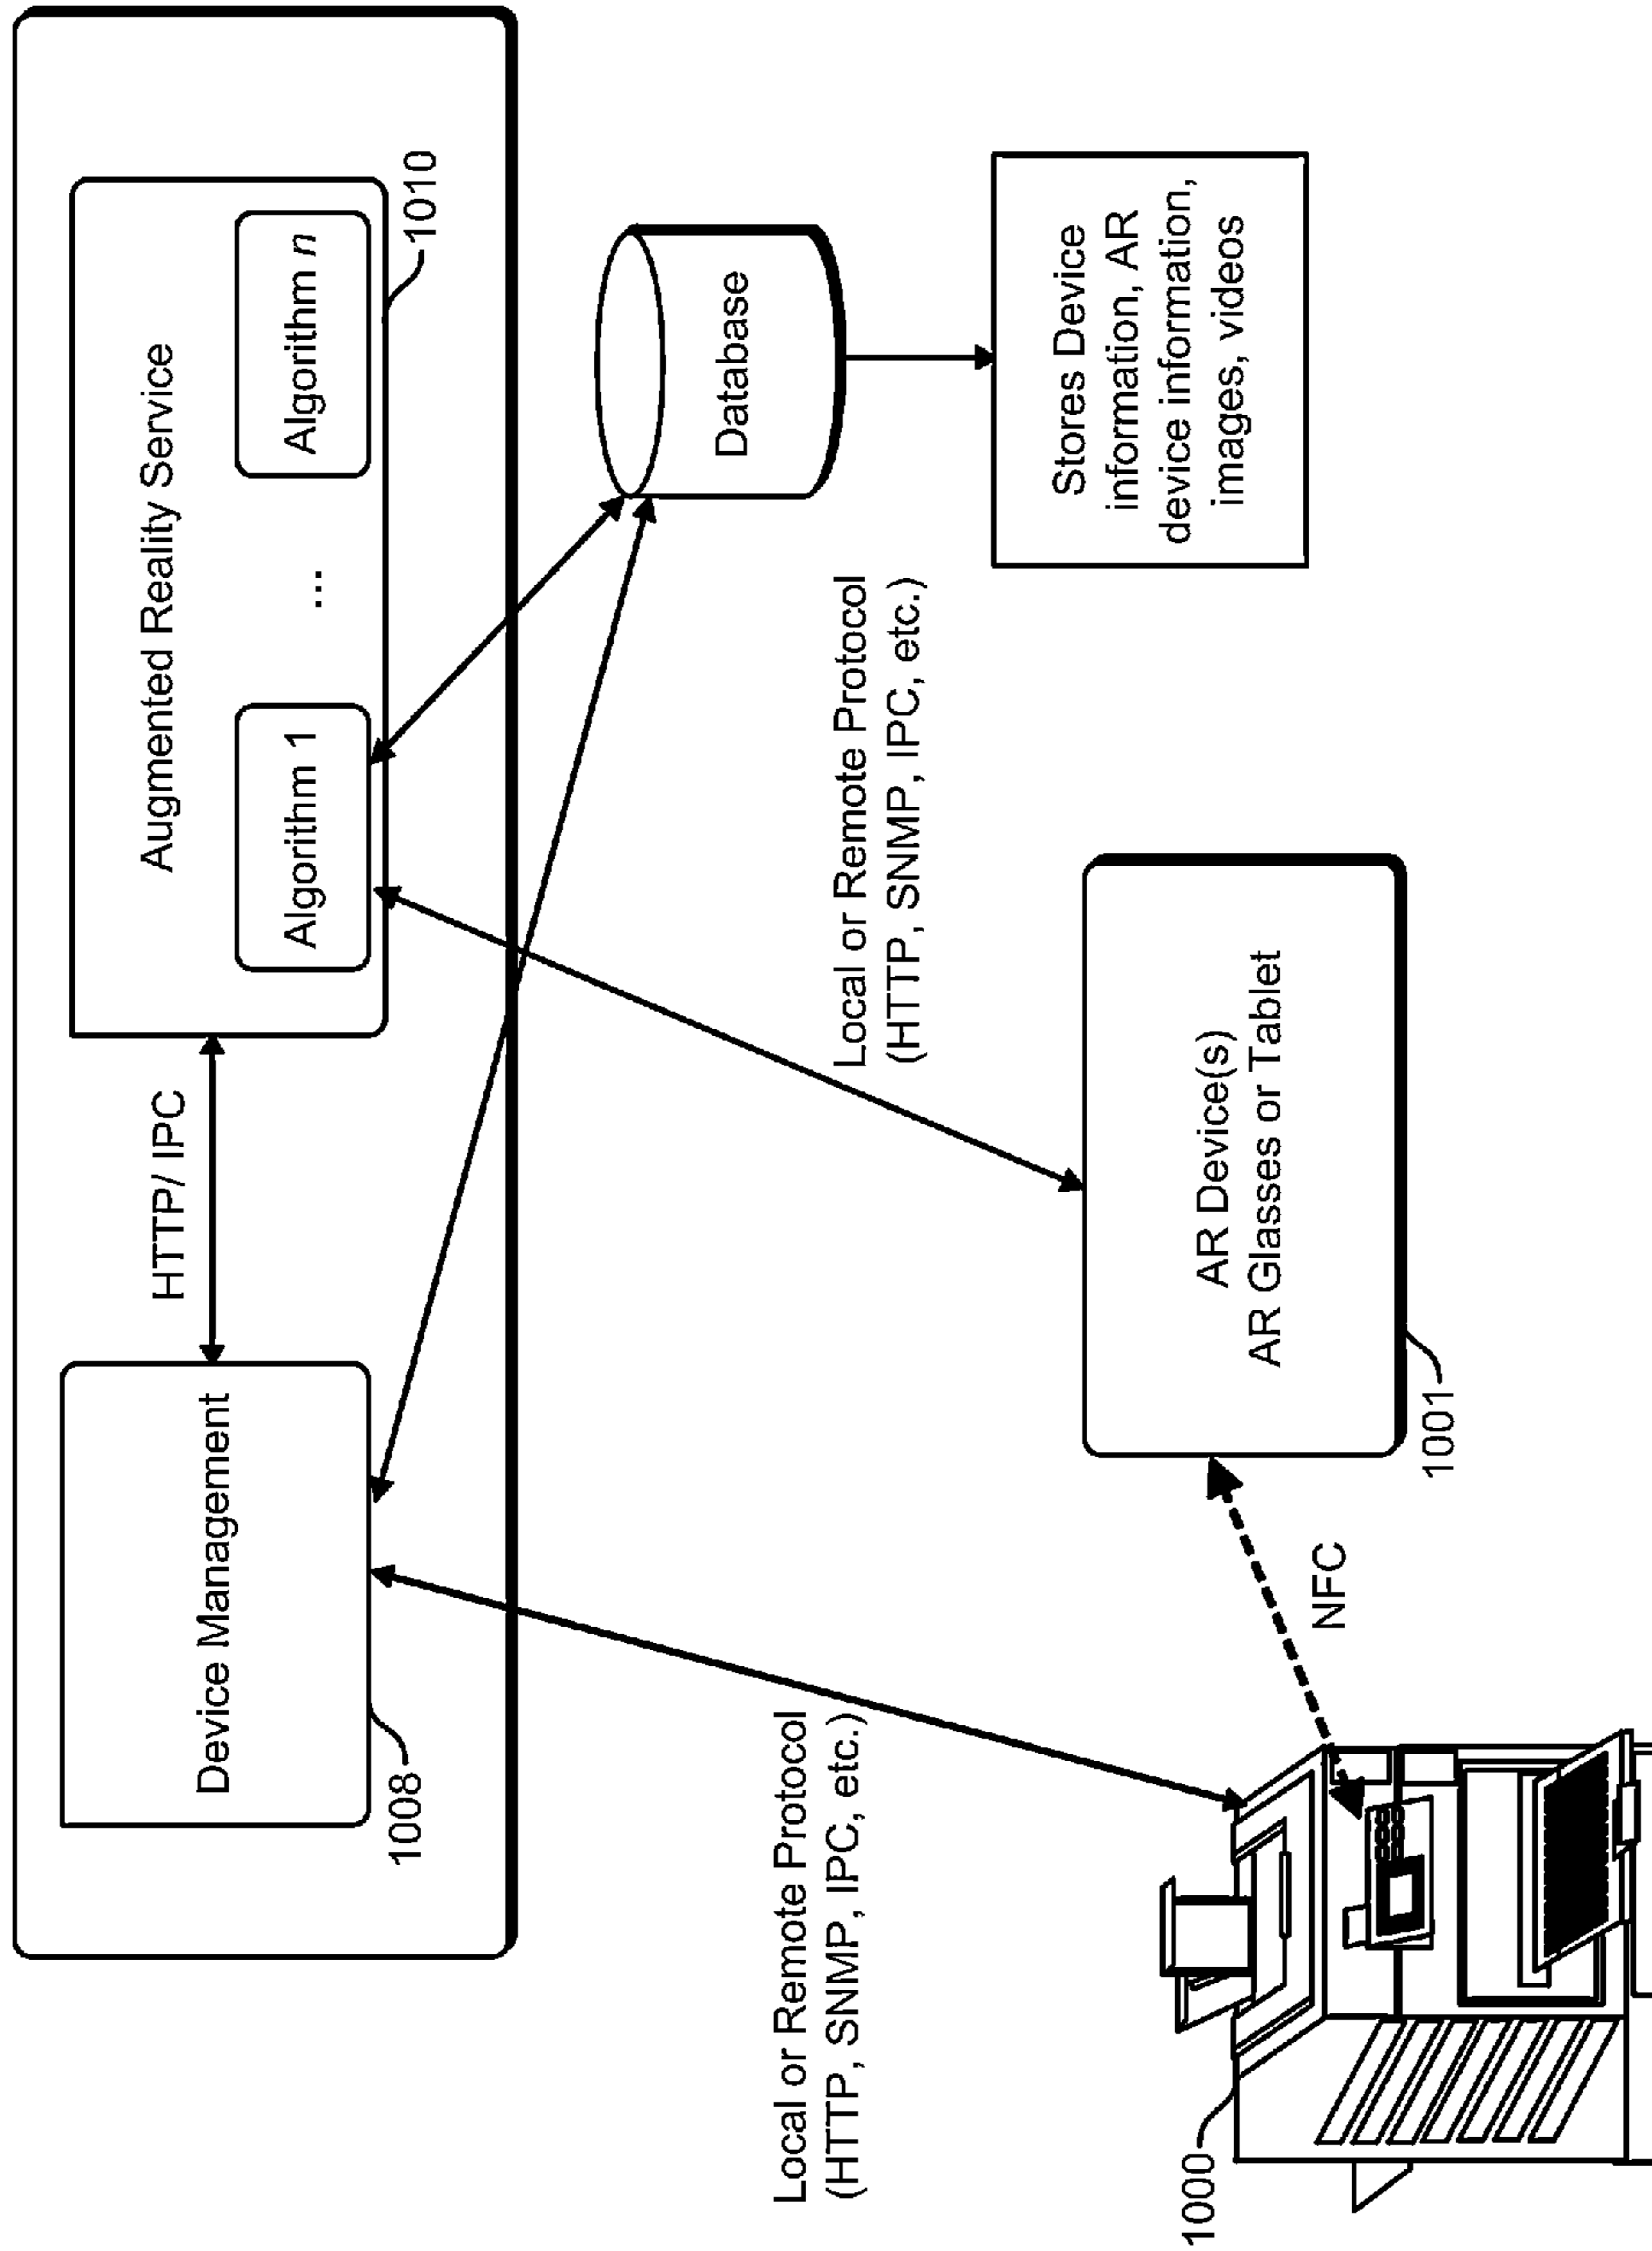 Device Management
1008
HTTP/ IPC
Augmented Reality Service
Algorithm 1
...
Algorithm n
1010
Database
Stores Device
information, AR
device information,
images, videos
Local or Remote Protocol
(HTTP, SNMP, IPC, etc.)
Local or Remote Protocol
(HTTP, SNMP, IPC, etc.)
AR Device(s)
AR Glasses or Tablet
1001
NFC
1000